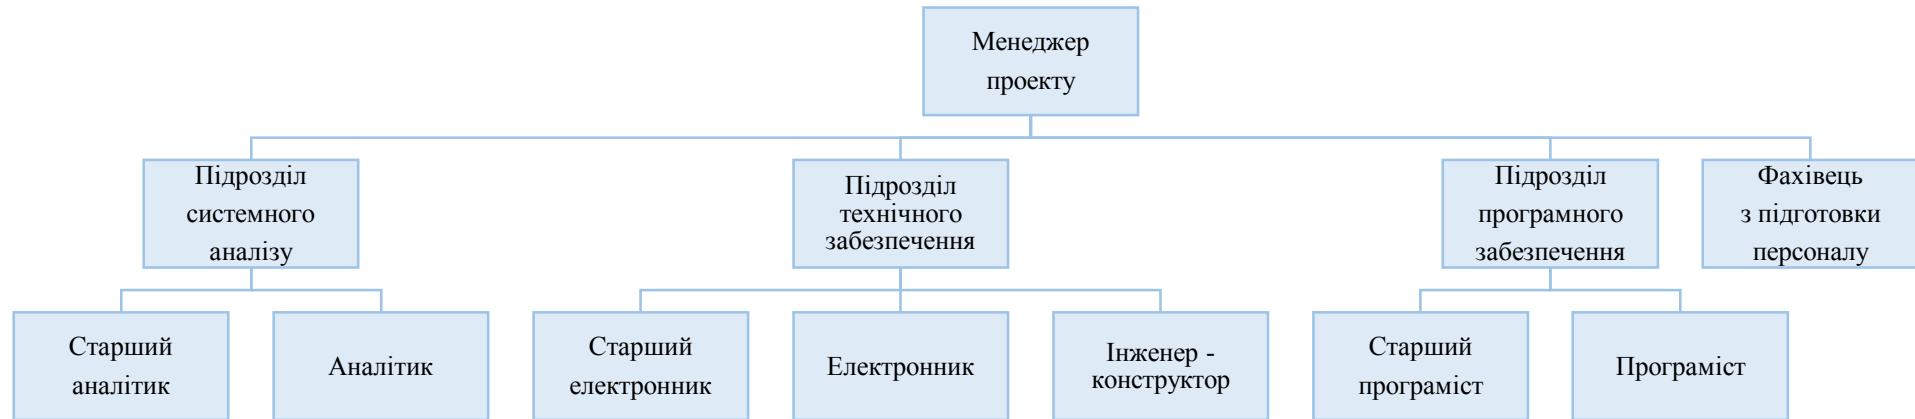 Менеджер
проекту
Підрозділ
системного
аналізу
Підрозділ
технічного
забезпечення
Підрозділ
програмного
забезпечення
Фахівець
з підготовки
персоналу
Старший
аналітик
Аналітик
Старший
електронник
Електронник
Інженер -
конструктор
Старший
програміст
Програміст